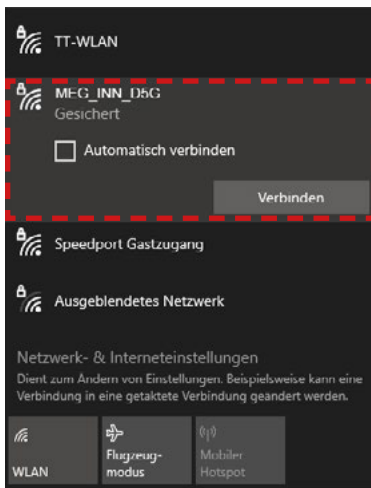 TT-WLAN
MEG_INN_D5G
Gesichert
Automatisch verbinden
Verbinden
Speedport Gastzugang
Ausgeblendetes Netzwerk
Netzwerk- & Interneteinstellungen
Dient zum Ändern von Einstellungen. Beispielsweise kann eine
Verbindung in eine getaktete Verbindung geändert werden.
WLAN
Flugzeug-
modus
Mobiler
Hotspot